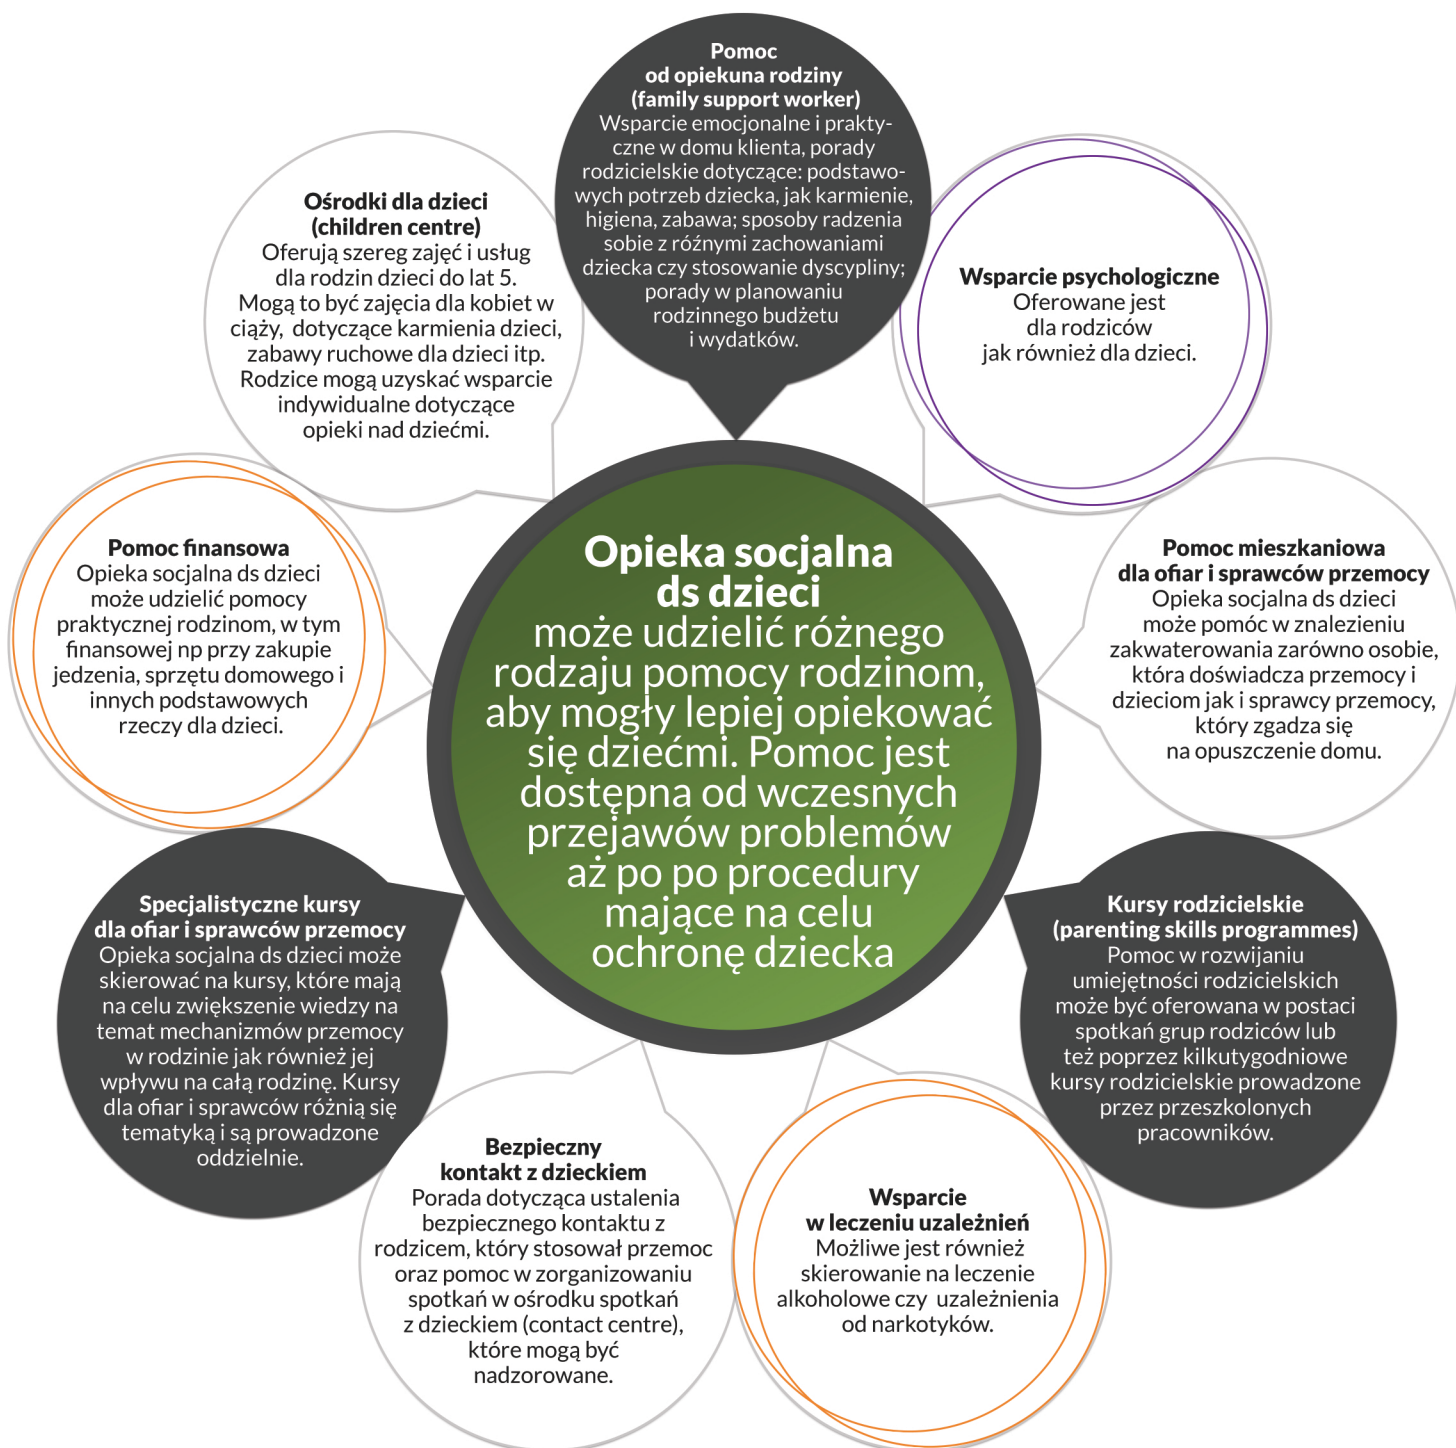 Pomoc
od opiekuna rodziny
(family support worker)
Wsparcie emocjonalne i prakty-
czne w domu klienta, porady
rodzicielskie dotyczące: podstawo-
wych potrzeb dziecka, jak karmienie,
higiena, zabawa; sposoby radzenia
sobie z różnymi zachowaniami
dziecka czy stosowanie dyscypliny;
porady w planowaniu
rodzinnego budżetu
i wydatków.
Wsparcie psychologiczne
Oferowane jest
dla rodziców
jak również dla dzieci.
Pomoc mieszkaniowa
dla ofiar i sprawców przemocy
Opieka socjalna ds dzieci
może pomóc w znalezieniu
zakwaterowania zarówno osobie,
która doświadcza przemocy i
dzieciom jak i sprawcy przemocy,
który zgadza się
na opuszczenie domu.
Kursy rodzicielskie
(parenting skills programmes)
Pomoc w rozwijaniu
umiejętności rodzicielskich
może być oferowana w postaci
spotkań grup rodziców lub
też poprzez kilkutygodniowe
kursy rodzicielskie prowadzone
przez przeszkolonych
pracowników.
Wsparcie
w leczeniu uzależnień
Możliwe jest również
skierowanie na leczenie
alkoholowe czy uzależnienia
od narkotyków.
Bezpieczny
kontakt z dzieckiem
Porada dotycząca ustalenia
bezpiecznego kontaktu z
rodzicem, który stosował przemoc
oraz pomoc w zorganizowaniu
spotkań w ośrodku spotkań
z dzieckiem (contact centre),
które mogą być
nadzorowane.
Specjalistyczne kursy
dla ofiar i sprawców przemocy
Opieka socjalna ds dzieci może
skierować na kursy, które mają
na celu zwiększenie wiedzy na
temat mechanizmów przemocy
w rodzinie jak również jej
wpływu na całą rodzinę. Kursy
dla ofiar i sprawców różnią się
tematyką i są prowadzone
oddzielnie.
Pomoc finansowa
Opieka socjalna ds dzieci
może udzielić pomocy
praktycznej rodzinom, w tym
finansowej np przy zakupie
jedzenia, sprzętu domowego i
innych podstawowych
rzeczy dla dzieci.
Ośrodki dla dzieci
(children centre)
Oferują szereg zajęć i usług
dla rodzin dzieci do lat 5.
Mogą to być zajęcia dla kobiet w
ciąży, dotyczące karmienia dzieci,
zabawy ruchowe dla dzieci itp.
Rodzice mogą uzyskać wsparcie
indywidualne dotyczące
opieki nad dziećmi.
Opieka socjalna
ds dzieci
może udzielić różnego
rodzaju pomocy rodzinom,
aby mogły lepiej opiekować
się dziećmi. Pomoc jest
dostępna od wczesnych
przejawów problemów
aż po po procedury
mające na celu
ochronę dziecka